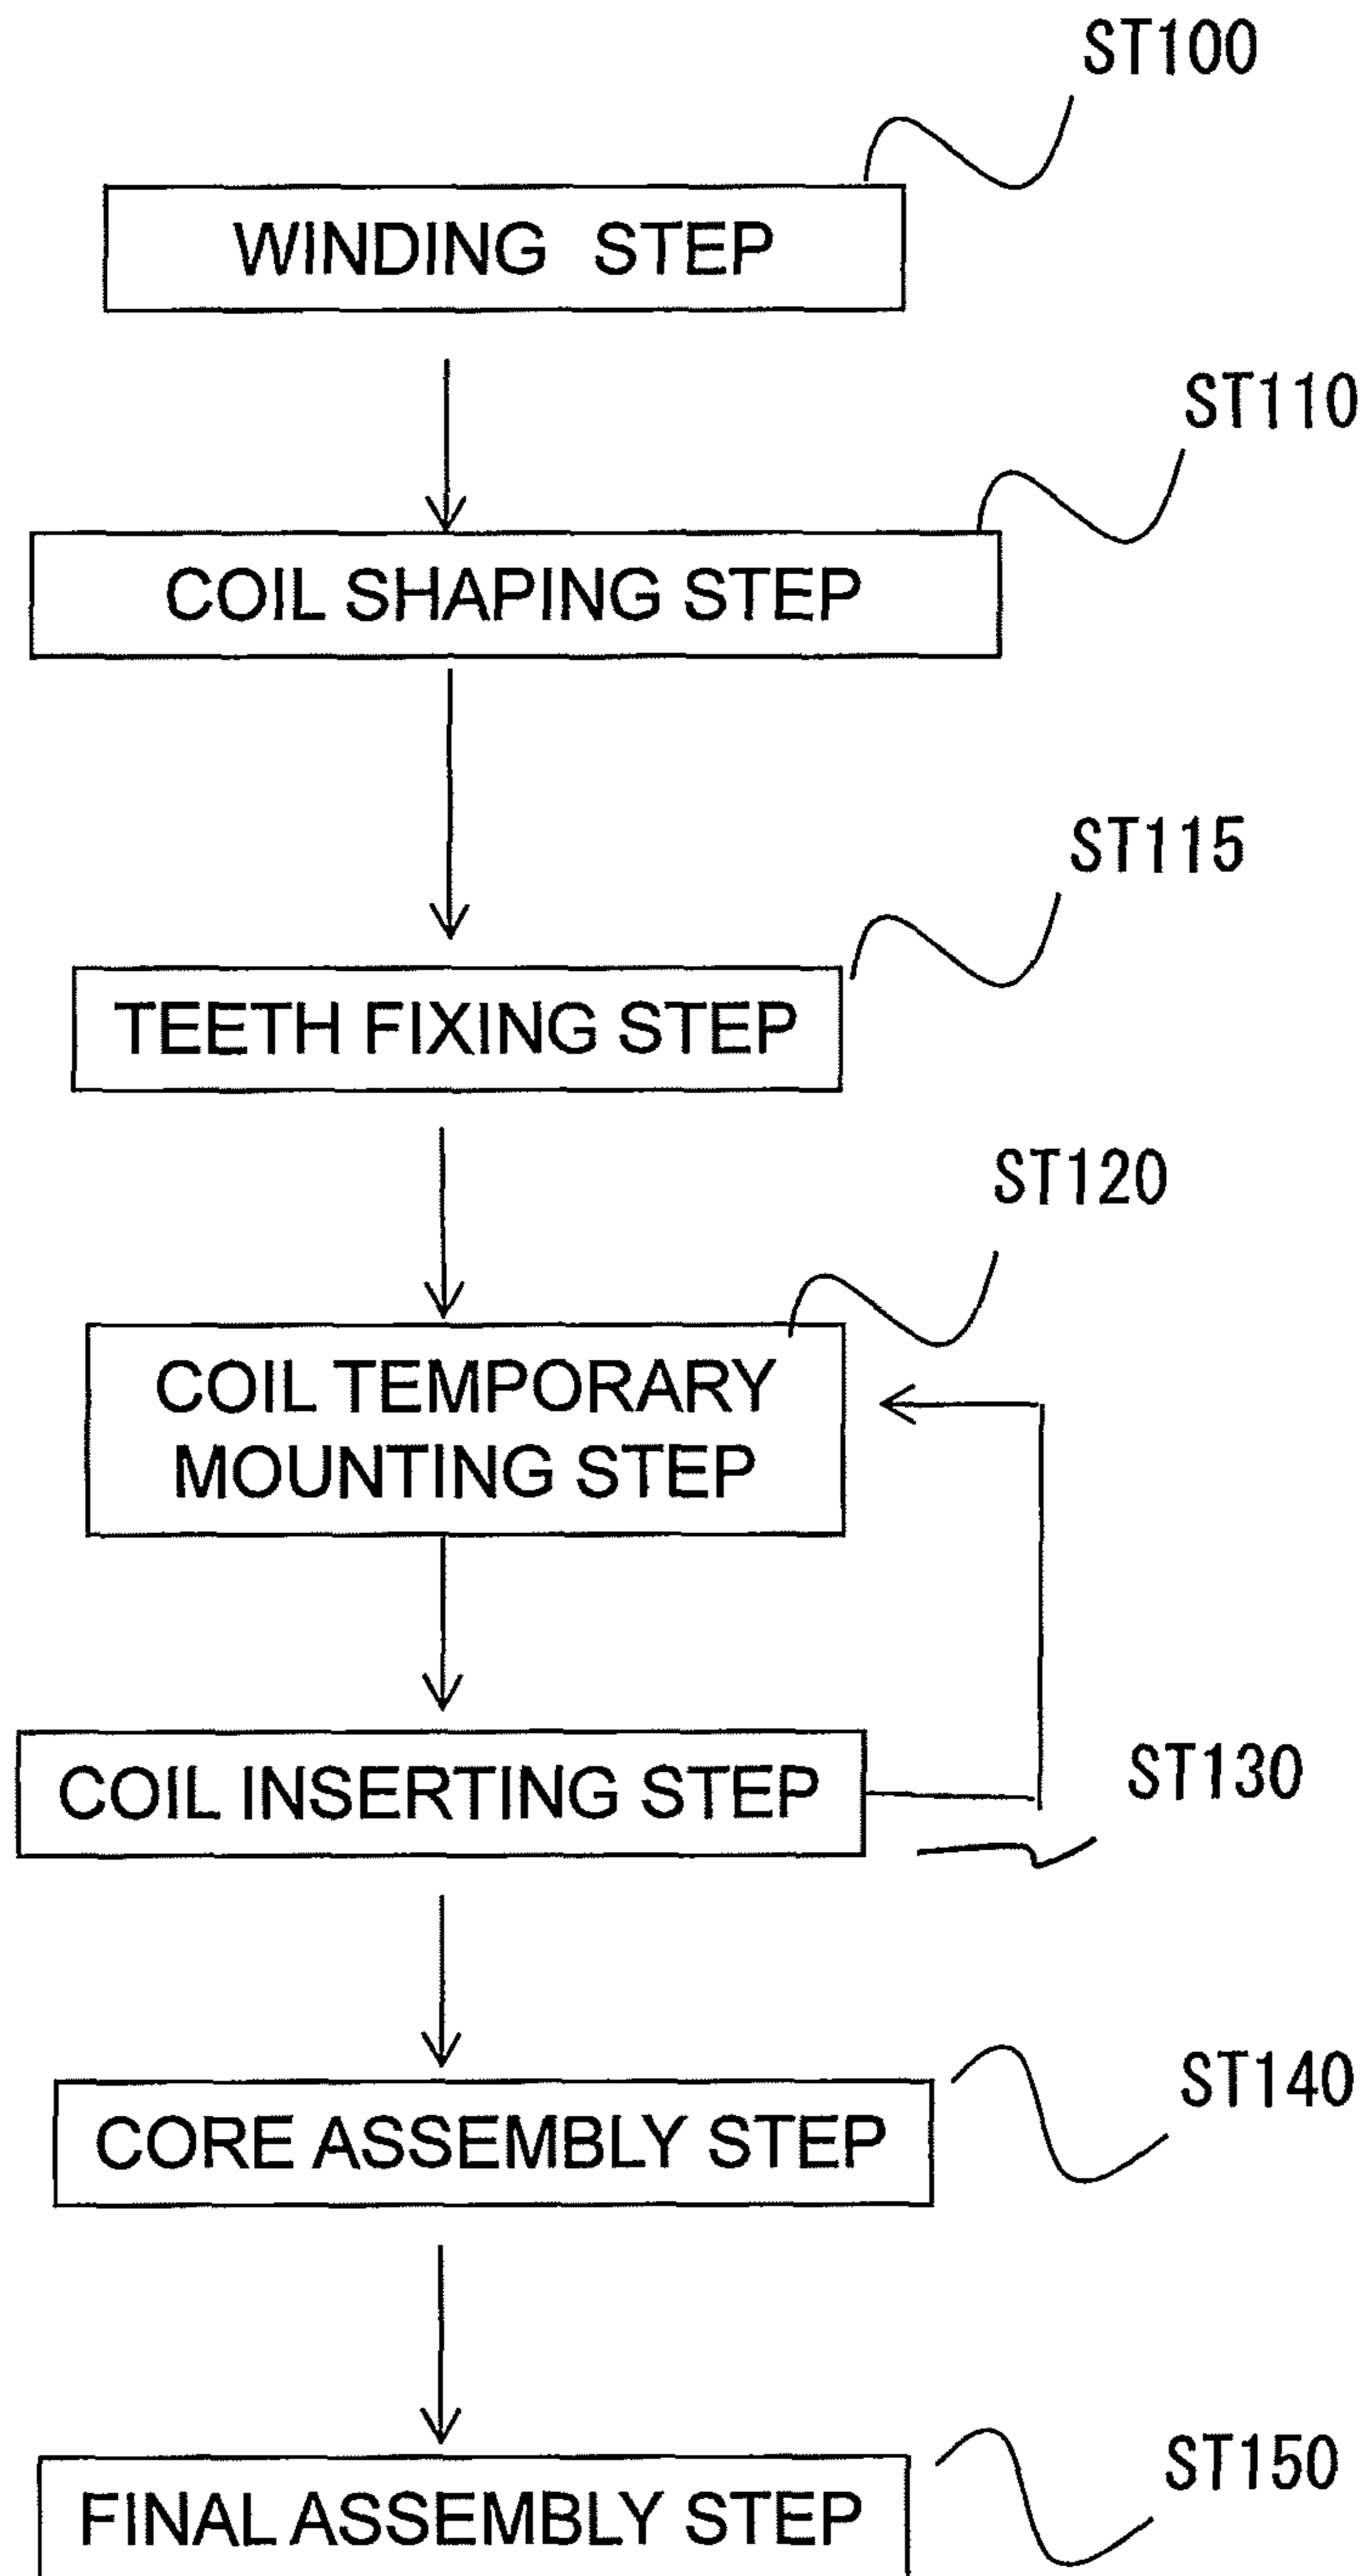 ST100
WINDING STEP
ST110
COIL SHAPING STEP
ST115
TEETH FIXING STEP
ST120
COIL TEMPORARY
MOUNTING STEP
ST130
COIL INSERTING STEP
ST140
CORE ASSEMBLY STEP
ST150
FINAL ASSEMBLY STEP